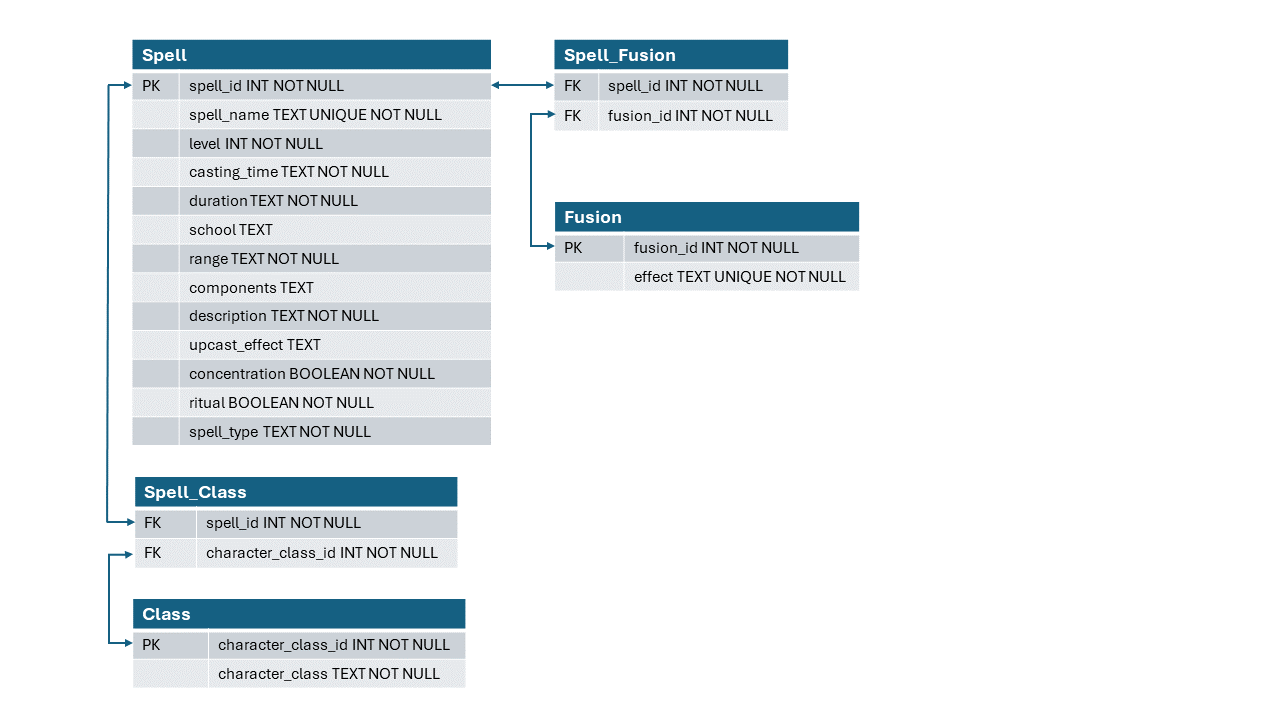 Spell
PK spell_id INT NOT NULL
spell_name TEXT UNIQUE NOT NULL
level INT NOT NULL
casting_time TEXT NOT NULL
duration TEXT NOT NULL
school TEXT
range TEXT NOT NULL
components TEXT
description TEXT NOT NULL
upcast_effect TEXT
concentration BOOLEAN NOT NULL
ritual BOOLEAN NOT NULL
spell_type TEXT NOT NULL
Spell_Fusion
FK spell_id INT NOT NULL
FK fusion_id INT NOT NULL
Fusion
PK fusion_id INT NOT NULL
effect TEXT UNIQUE NOT NULL
Spell_Class
FK spell_id INT NOT NULL
FK character_class_id INT NOT NULL
Class
PK character_class_id INT NOT NULL
character_class TEXT NOT NULL